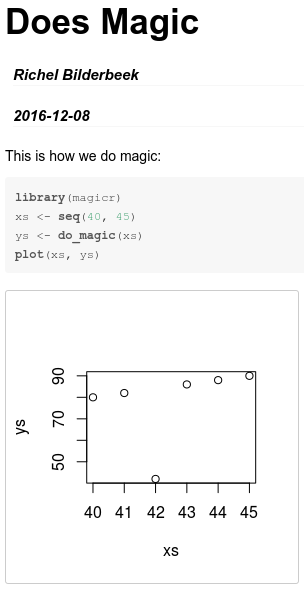 Does Magic
Richel Bilderbeek
2016-12-08
This is how we do magic:
library(magicr)
xs <- seq(40, 45)
ys <- do_magic(xs)
plot(xs, ys)
90
70
50
ys
40 41 42 43 44 45
xs